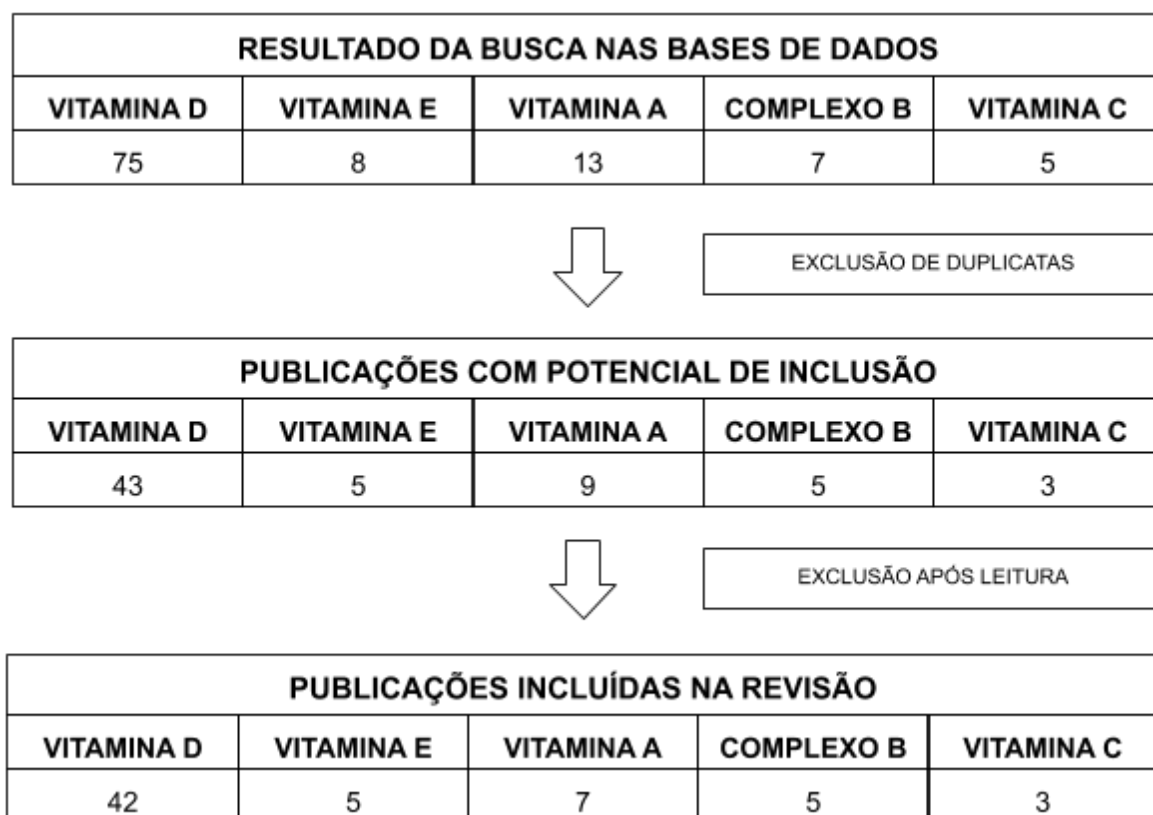 RESULTADO DA BUSCA NAS BASES DE DADOS
VITAMINA D VITAMINA E VITAMINA A COMPLEXO B VITAMINA C
75 8 13 7 5
EXCLUSÃO DE DUPLICATAS
PUBLICAÇÕES COM POTENCIAL DE INCLUSÃO
VITAMINA D VITAMINA E VITAMINA A COMPLEXO B VITAMINA C
43 5 9 5 3
EXCLUSÃO APÓS LEITURA
PUBLICAÇÕES INCLUÍDAS NA REVISÃO
VITAMINA D VITAMINA E VITAMINA A COMPLEXO B VITAMINA C
42 5 7 5 3